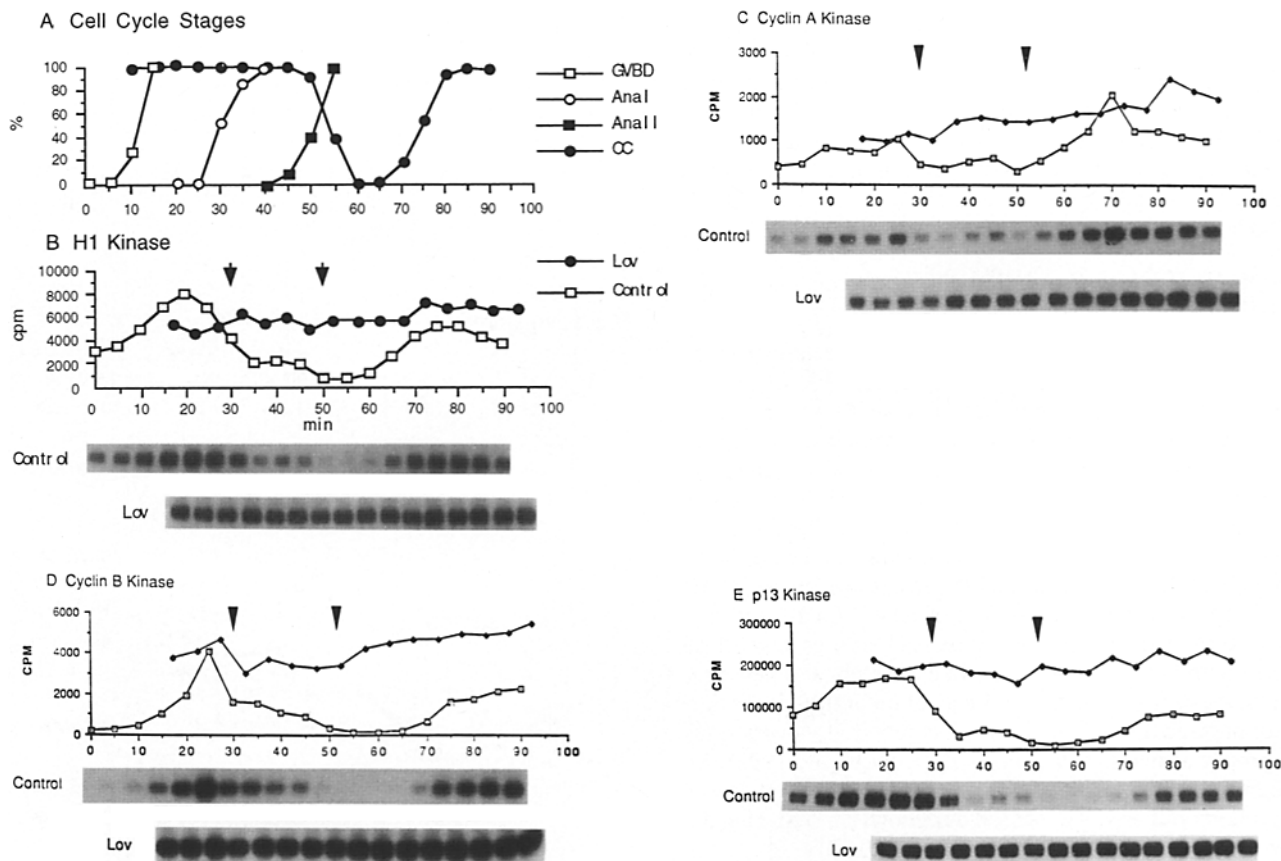 A Cell Cycle Stages
100
80
60
40
20
0
%
0 10 20 30 40 50 60 70 80 90 100
GVBD
AnaI
AnaII
CC
B H1 Kinase
10000
8000
6000
4000
2000
0
cpm
0 10 20 30 40 50 60 70 80 90 100
min
Lov
Control
Control
Lov
C Cyclin A Kinase
3000
2000
1000
0
CPM
0 10 20 30 40 50 60 70 80 90 100
Control
Lov
D Cyclin B Kinase
6000
4000
2000
0
CPM
0 10 20 30 40 50 60 70 80 90 100
Control
Lov
E p13 Kinase
300000
200000
100000
0
CPM
0 10 20 30 40 50 60 70 80 90 100
Control
Lov